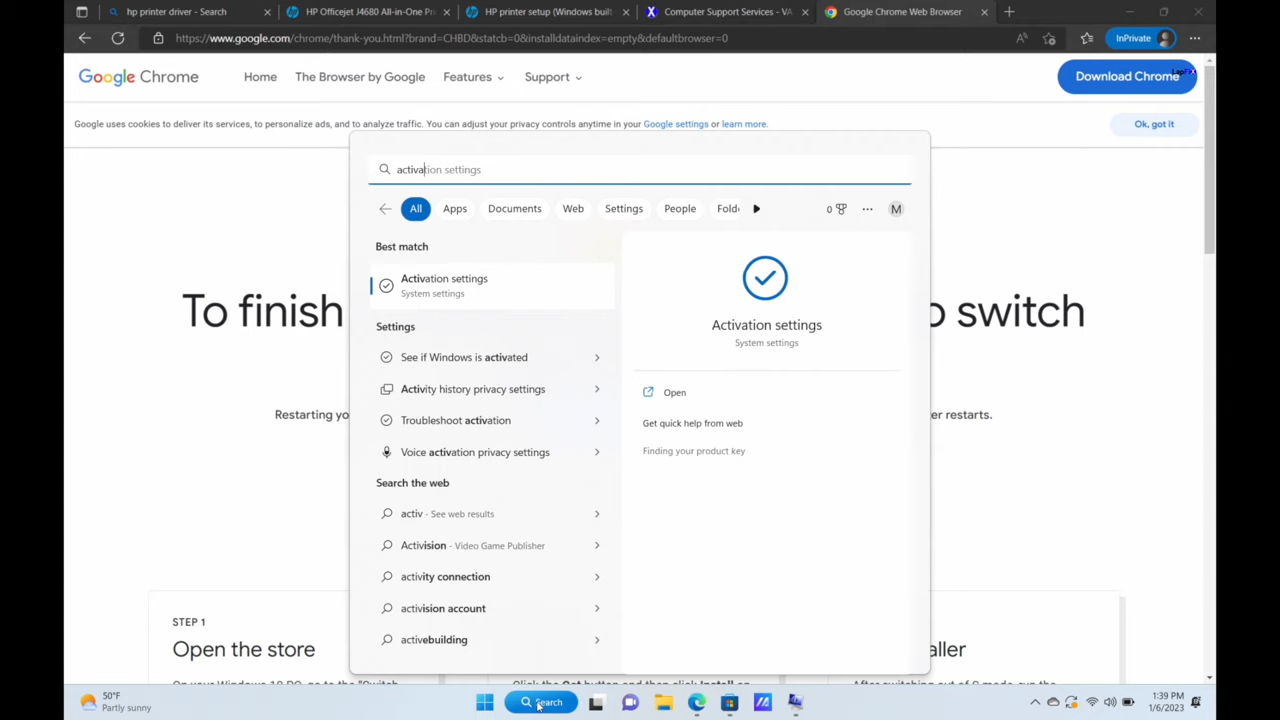 hp printer driver - Search
HP Officejet J4680 All-in-One Pr
HP printer setup (Windows built
Computer Support Services - VA
Google Chrome Web Browser
https://www.google.com/chrome/thank-you.html?brand=CHBD&statcb=0&installdataindex=empty&defaultbrowser=0
InPrivate
Google Chrome
Home
The Browser by Google
Features
Support
Download Chrome
Google uses cookies to deliver its services, to personalize ads, and to analyze traffic. You can adjust your privacy controls anytime in your Google settings or learn more.
Ok, got it
activation settings
All
Apps
Documents
Web
Settings
People
Folde
0
M
Best match
Activation settings
System settings
Settings
See if Windows is activated
Activity history privacy settings
Troubleshoot activation
Voice activation privacy settings
Search the web
activ - See web results
Activision - Video Game Publisher
activity connection
activision account
activebuilding
Activation settings
System settings
Open
Get quick help from web
Finding your product key
To finish
o switch
Restarting yo
er restarts.
STEP 1
Open the store
aller
50°F
Partly sunny
Search
1:39 PM
1/6/2023